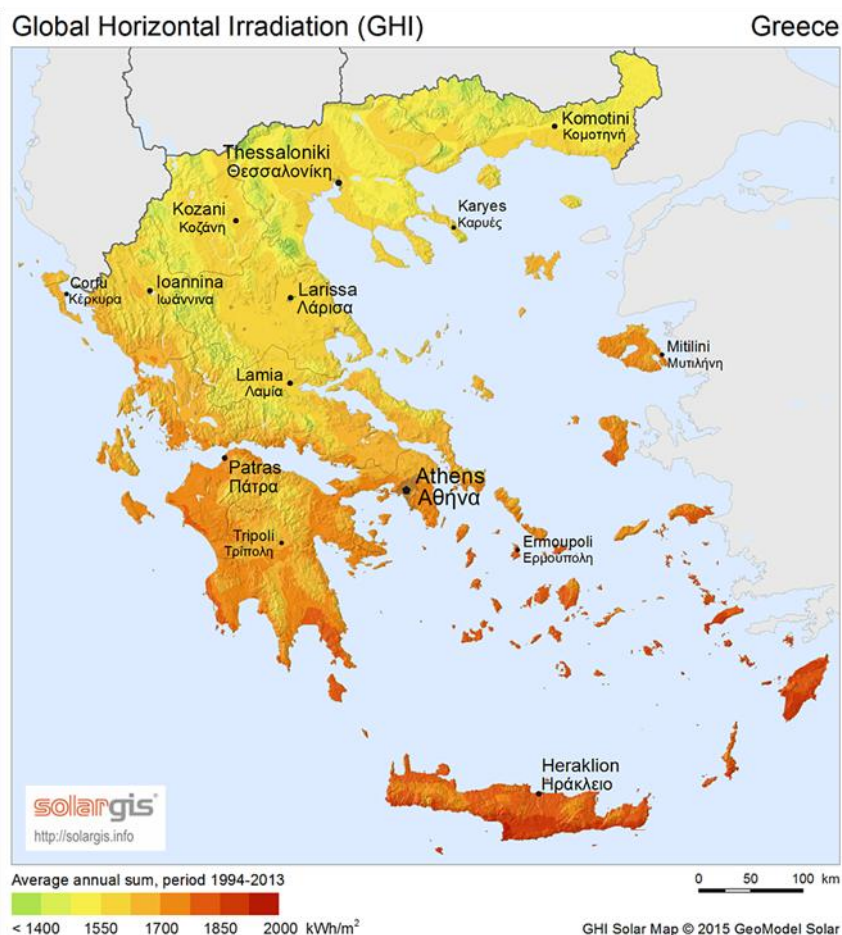 Global Horizontal Irradiation (GHI)
Greece
Komotini
Κομοτηνή
Thessaloniki
Θεσσαλονίκη
Karyes
Καρυές
Kozani
Κοζάνη
Corfu
Κέρκυρα
Ioannina
Ιωάννινα
Larissa
Λάρισα
Mitilini
Μυτιλήνη
Lamia
Λαμία
Patras
Πάτρα
Athens
Αθήνα
Tripoli
Τρίπολη
Ermoupoli
Ερμούπολη
Heraklion
Ηράκλειο
solargis
http://solargis.info
Average annual sum, period 1994-2013
0 50 100 km
< 1400 1550 1700 1850 2000 kWh/m²
GHI Solar Map © 2015 GeoModel Solar